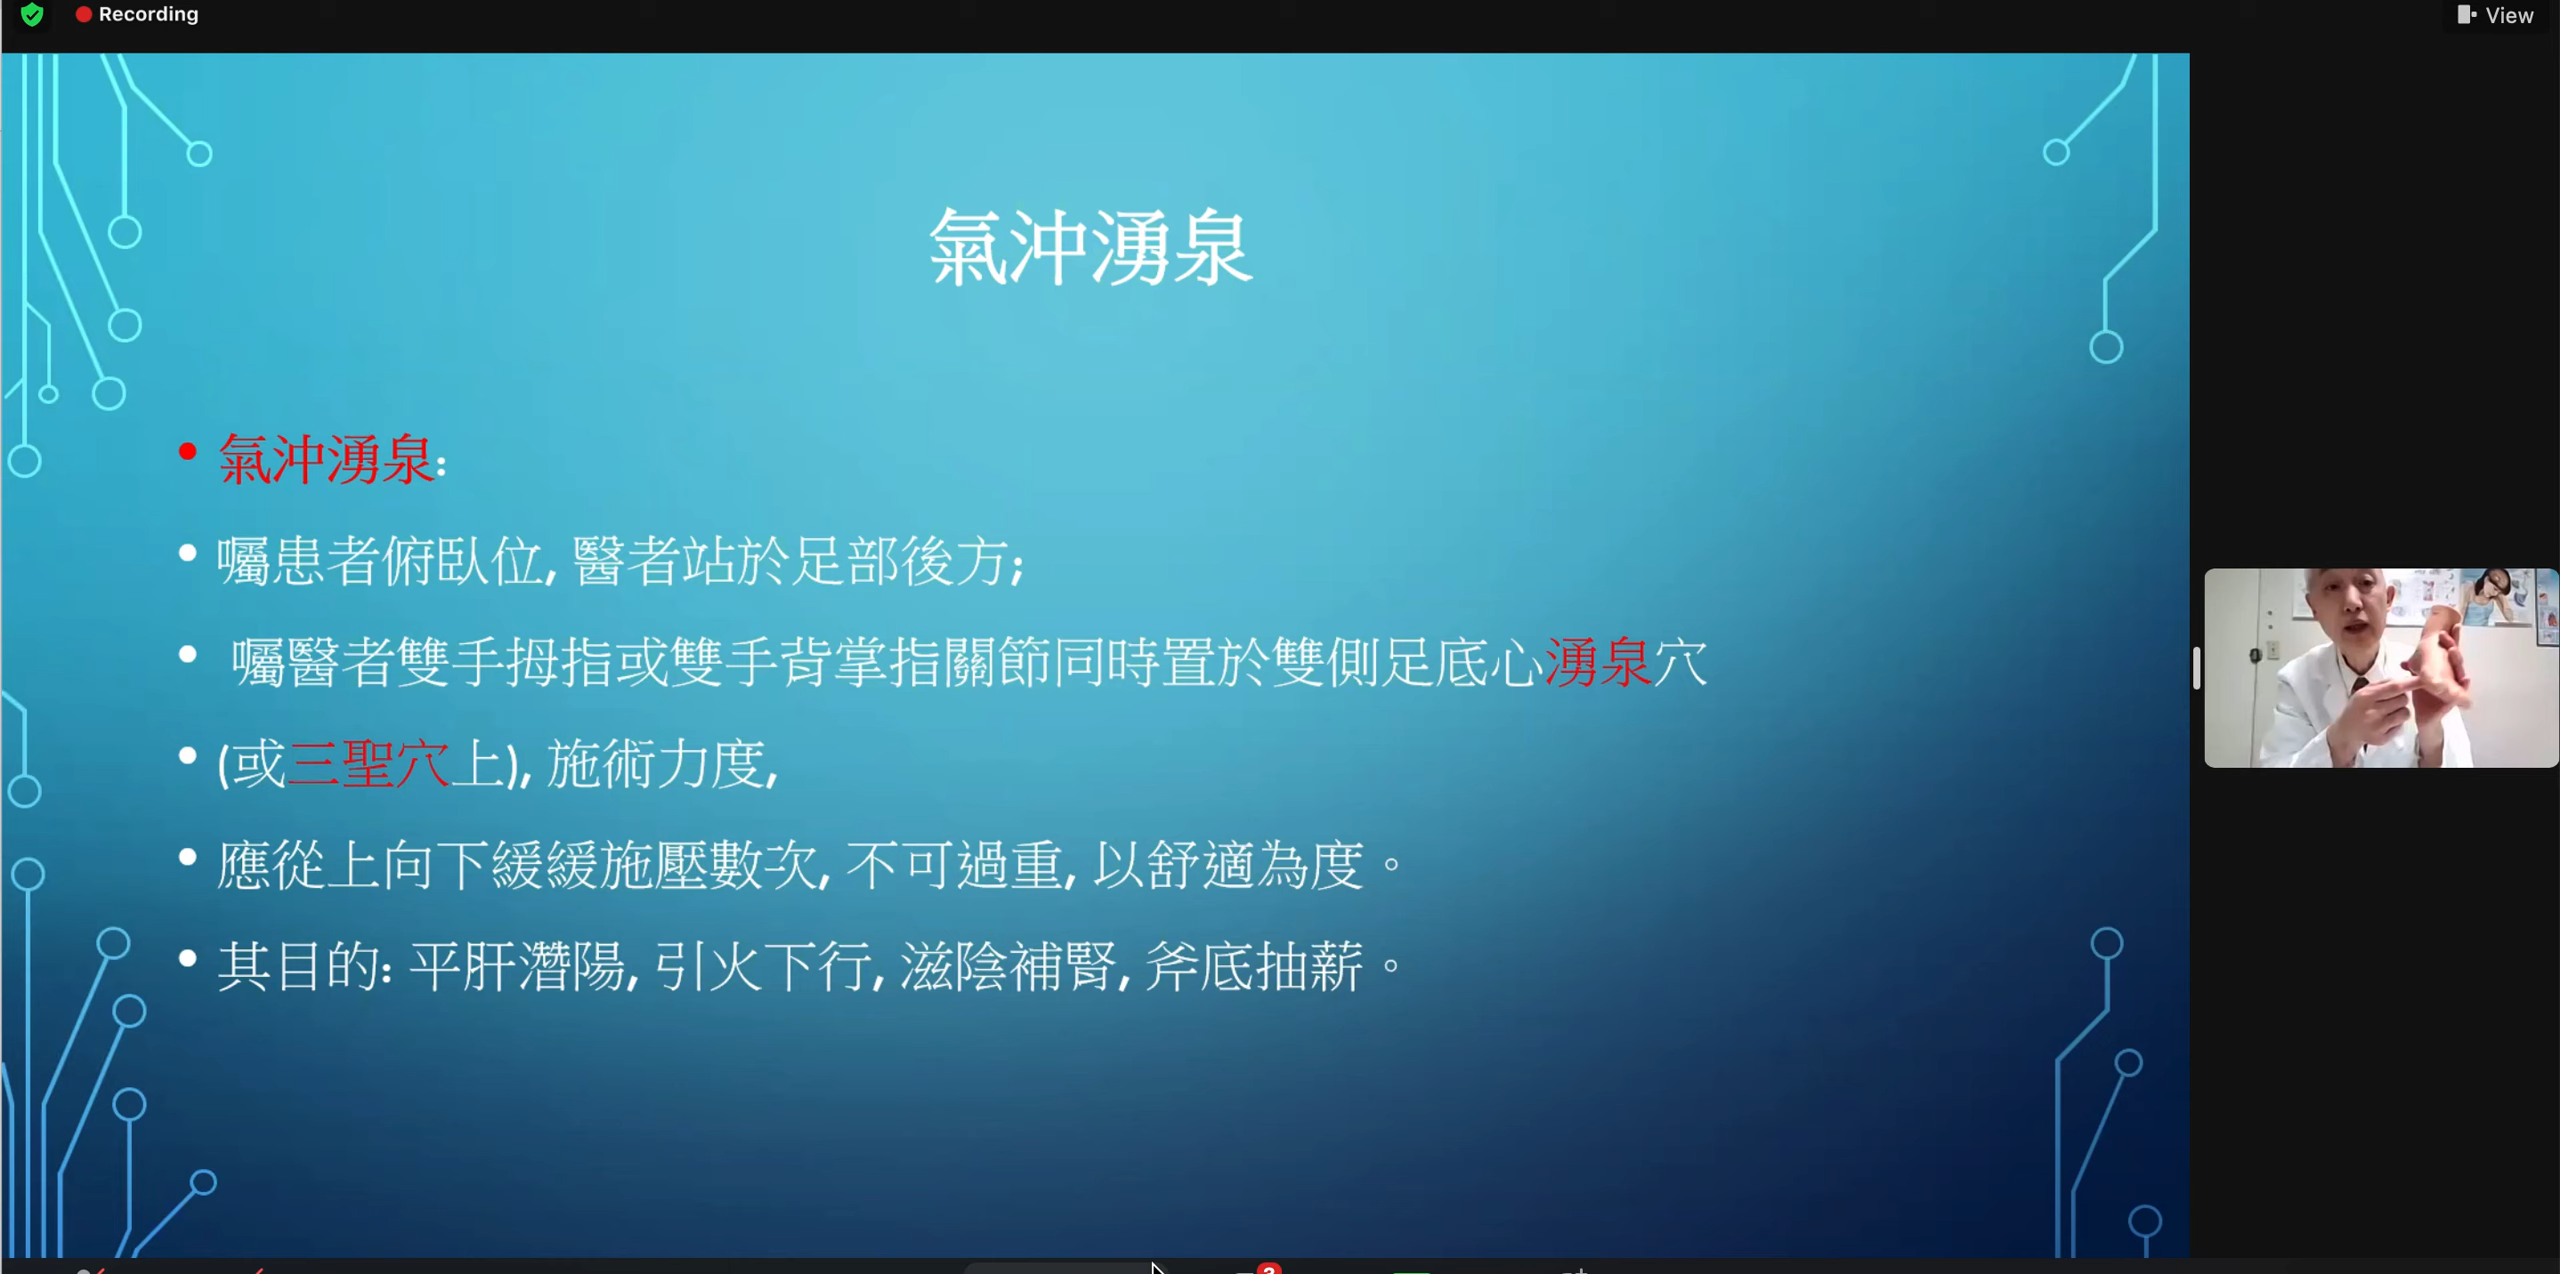 Recording
View
氣沖湧泉
• 氣沖湧泉:
• 囑患者俯臥位, 醫者站於足部後方;
• 囑醫者雙手拇指或雙手背掌指關節同時置於雙側足底心湧泉穴
• (或三聖穴上), 施術力度,
• 應從上向下緩緩施壓數次, 不可過重, 以舒適為度。
• 其目的: 平肝潛陽, 引火下行, 滋陰補腎, 斧底抽薪。